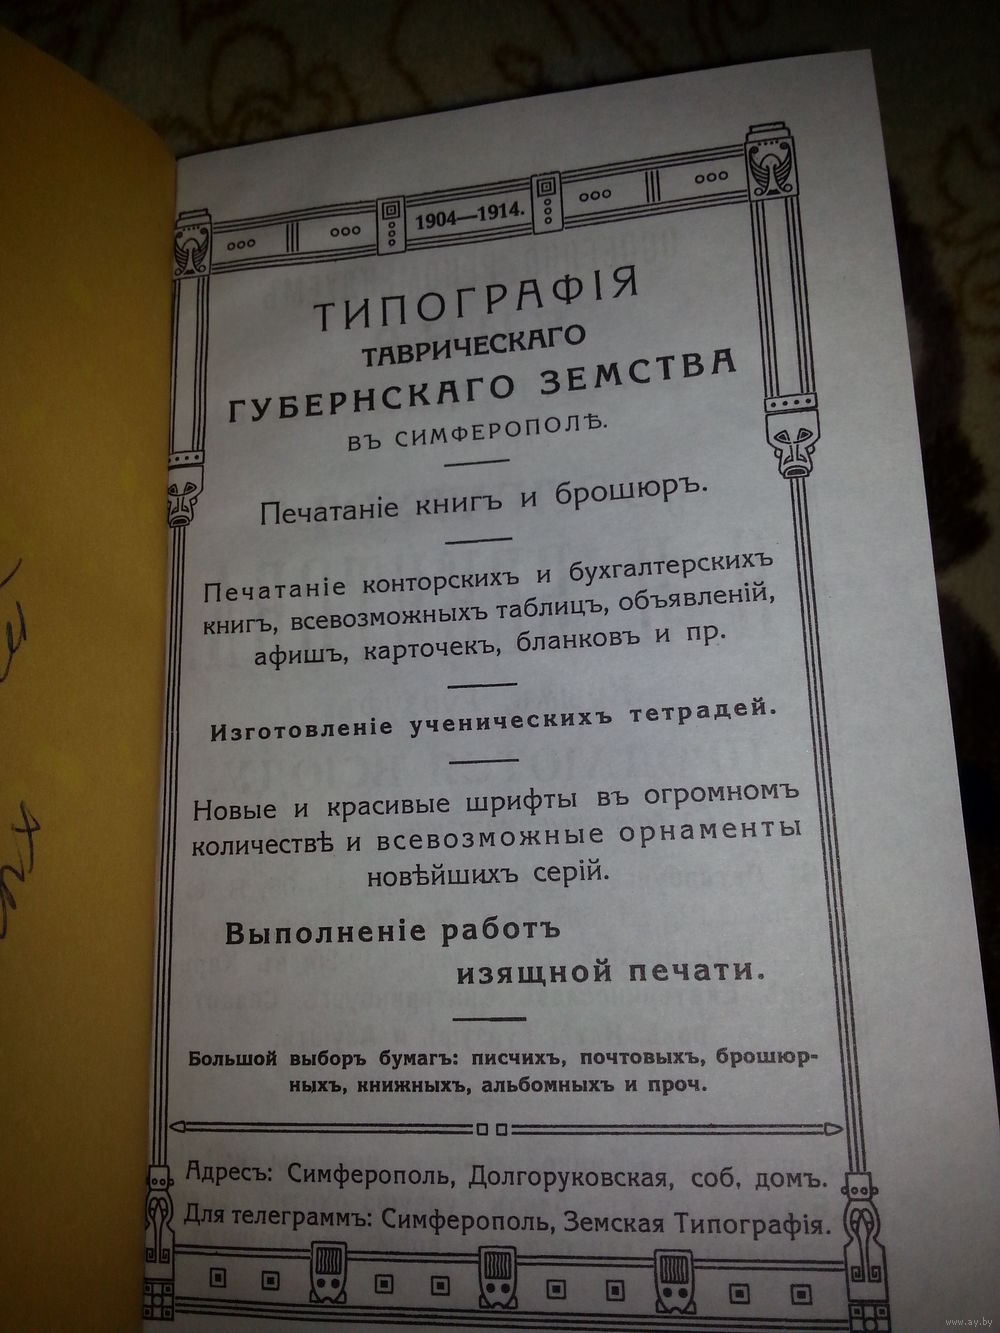 1904—1914.
ТИПОГРАФІЯ
ТАВРИЧЕСКАГО
ГУБЕРНСКАГО ЗЕМСТВА
ВЪ СИМФЕРОПОЛѢ.
Печатаніе книгъ и брошюръ.
Печатаніе конторскихъ и бухгалтерскихъ
книгъ, всевозможныхъ таблицъ, объявленій,
афишъ, карточекъ, бланковъ и пр.
Изготовленіе ученическихъ тетрадей.
Новые и красивые шрифты въ огромномъ
количествѣ и всевозможные орнаменты
новѣйшихъ серій.
Выполненіе работъ
изящной печати.
Большой выборъ бумагъ: писчихъ, почтовыхъ, брошюр-
ныхъ, книжныхъ, альбомныхъ и проч.
Адресъ: Симферополь, Долгоруковская, соб. домъ.
Для телеграммъ: Симферополь, Земская Типографія.
www.ay.by